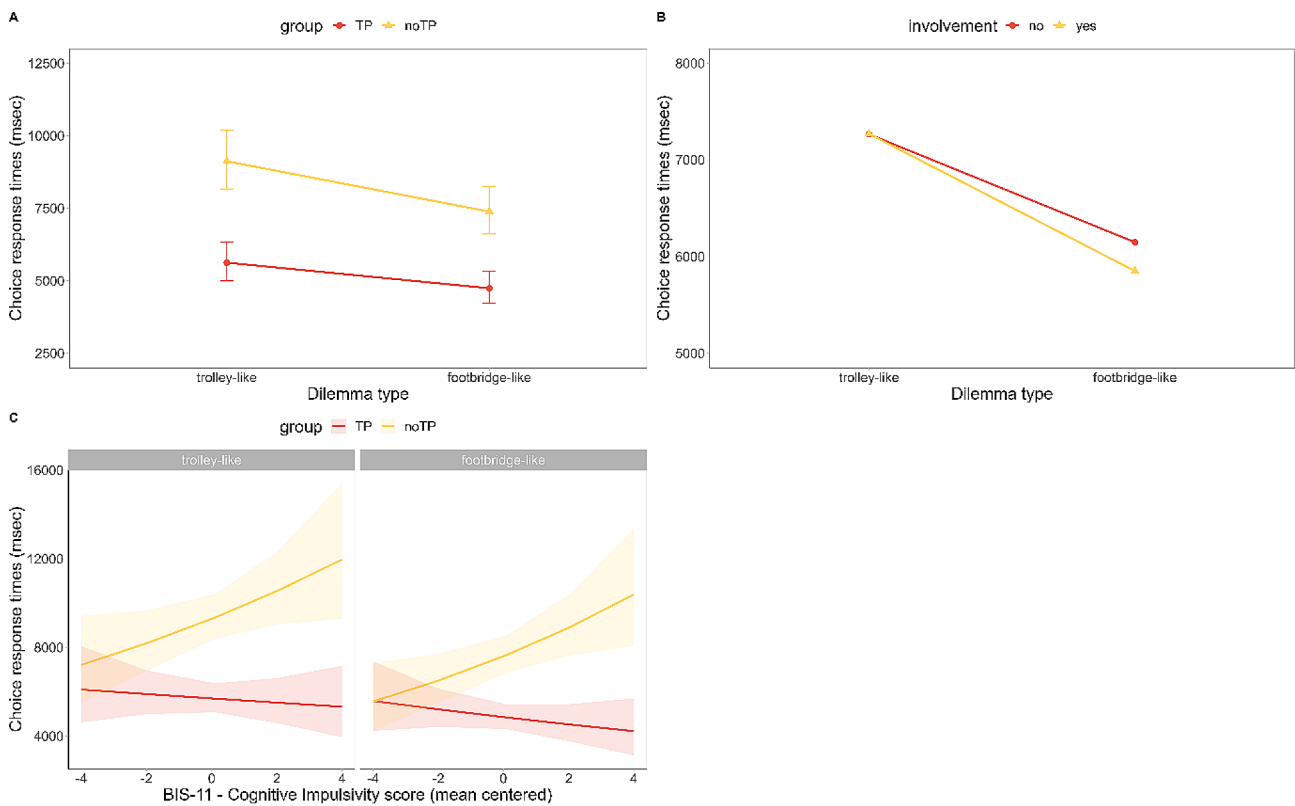 A
group TP noTP
Choice response times (msec)
12500
10000
7500
5000
2500
trolley-like footbridge-like
Dilemma type
B
involvement no yes
Choice response times (msec)
8000
7000
6000
5000
trolley-like footbridge-like
Dilemma type
C
group TP noTP
trolley-like footbridge-like
Choice response times (msec)
16000
12000
8000
4000
-4 -2 0 2 4 -4 -2 0 2 4
BIS-11 - Cognitive Impulsivity score (mean centered)